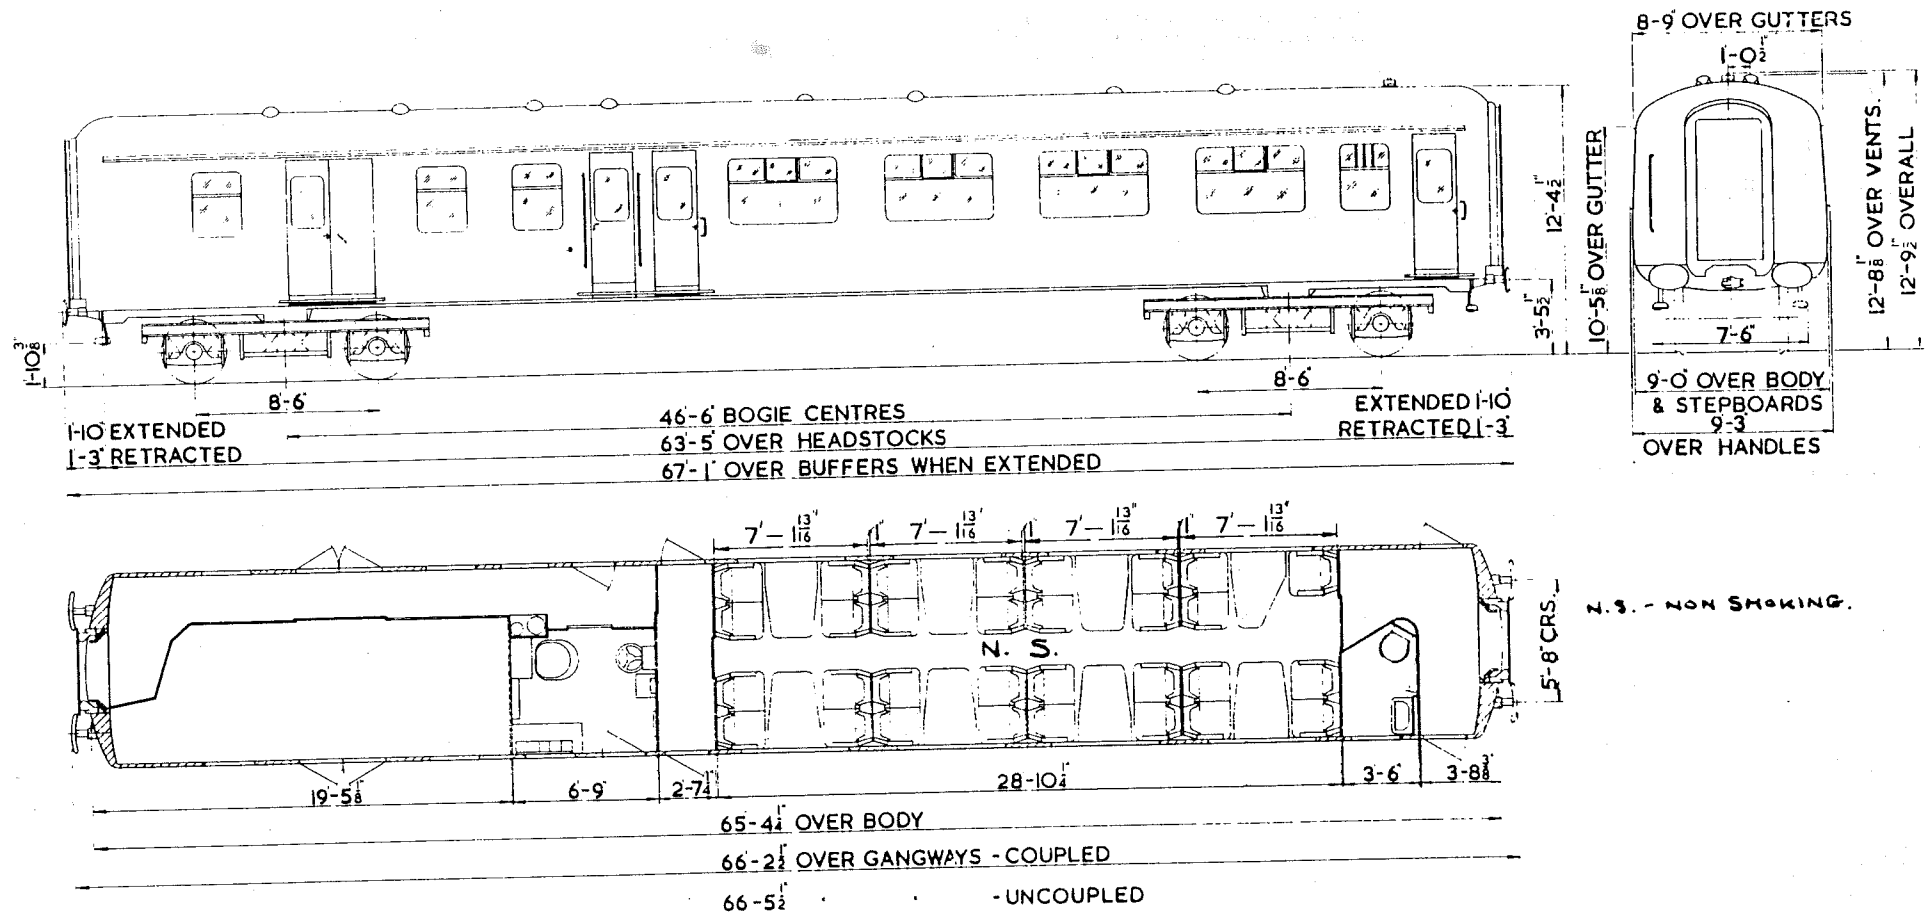 8-9" OVER GUTTERS
1-0½"
12-4½"
3-5½"
10-5⅛" OVER GUTTER
12-8⅛" OVER VENTS.
12-9½" OVERALL
7-6"
9-0" OVER BODY
& STEPBOARDS
9-3"
OVER HANDLES
1-10⅜"
8-6"
8-6"
46-6" BOGIE CENTRES
1-10" EXTENDED
EXTENDED 1-10"
63-5" OVER HEADSTOCKS
1-3" RETRACTED
RETRACTED 1-3"
67-1" OVER BUFFERS WHEN EXTENDED
7'-1 13/16" 1" 7'-1 13/16" 1" 7'-1 13/16" 1" 7'-1 13/16"
N. S.
5-8" CRS.
N.S. - NON SMOKING.
19-5⅛" 6-9" 2-7¼" 28-10¼" 3-6" 3-8⅜"
65-4¼" OVER BODY
66-2½" OVER GANGWAYS - COUPLED
66-5½" " " - UNCOUPLED